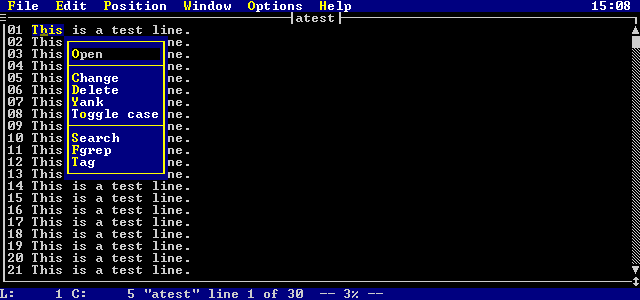 File Edit Position Window Options Help 15:08
atest
01 This is a test line.
02 This ne.
03 This Open ne.
04 This ne.
05 This Change ne.
06 This Delete ne.
07 This Yank ne.
08 This Toggle case ne.
09 This ne.
10 This Search ne.
11 This Fgrep ne.
12 This Tag ne.
13 This ne.
14 This is a test line.
15 This is a test line.
16 This is a test line.
17 This is a test line.
18 This is a test line.
19 This is a test line.
20 This is a test line.
21 This is a test line.
L: 1 C: 5 "atest" line 1 of 30 -- 3% --